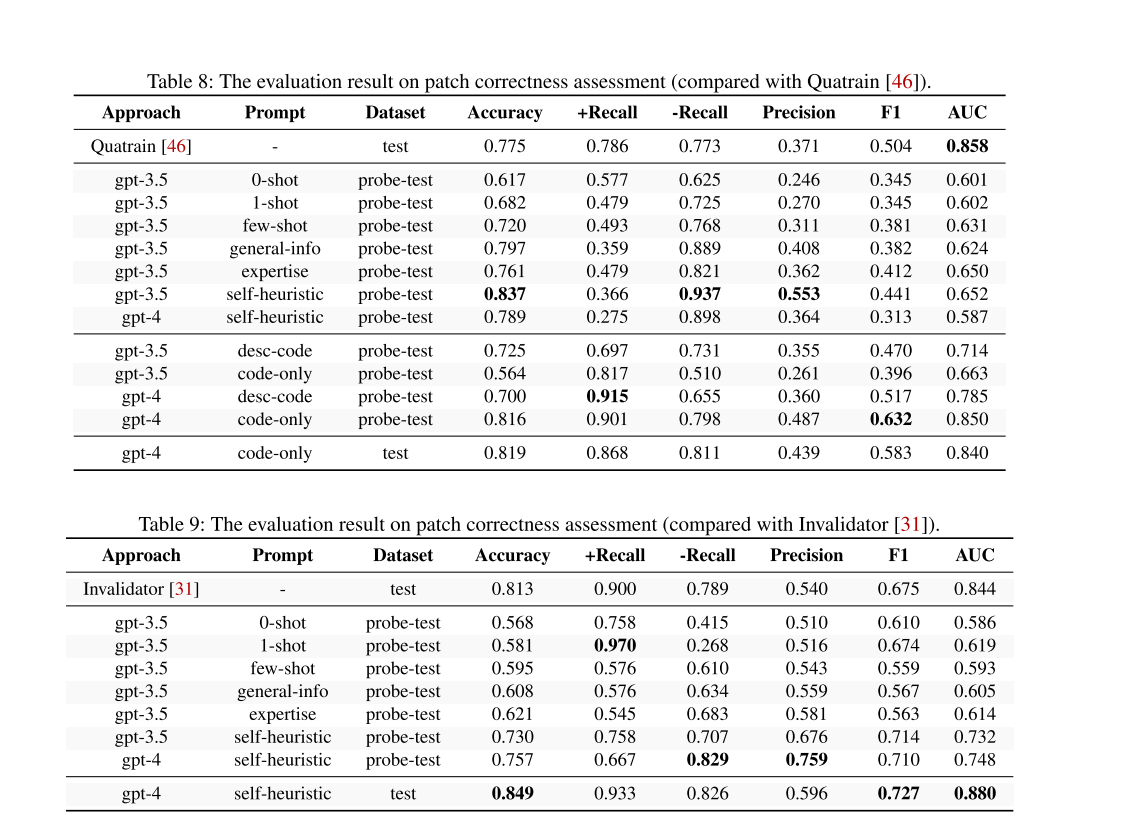 Table 8: The evaluation result on patch correctness assessment (compared with Quatrain [46]).
Approach Prompt Dataset Accuracy +Recall -Recall Precision F1 AUC
Quatrain [46] - test 0.775 0.786 0.773 0.371 0.504 0.858
gpt-3.5 0-shot probe-test 0.617 0.577 0.625 0.246 0.345 0.601
gpt-3.5 1-shot probe-test 0.682 0.479 0.725 0.270 0.345 0.602
gpt-3.5 few-shot probe-test 0.720 0.493 0.768 0.311 0.381 0.631
gpt-3.5 general-info probe-test 0.797 0.359 0.889 0.408 0.382 0.624
gpt-3.5 expertise probe-test 0.761 0.479 0.821 0.362 0.412 0.650
gpt-3.5 self-heuristic probe-test 0.837 0.366 0.937 0.553 0.441 0.652
gpt-4 self-heuristic probe-test 0.789 0.275 0.898 0.364 0.313 0.587
gpt-3.5 desc-code probe-test 0.725 0.697 0.731 0.355 0.470 0.714
gpt-3.5 code-only probe-test 0.564 0.817 0.510 0.261 0.396 0.663
gpt-4 desc-code probe-test 0.700 0.915 0.655 0.360 0.517 0.785
gpt-4 code-only probe-test 0.816 0.901 0.798 0.487 0.632 0.850
gpt-4 code-only test 0.819 0.868 0.811 0.439 0.583 0.840
Table 9: The evaluation result on patch correctness assessment (compared with Invalidator [31]).
Approach Prompt Dataset Accuracy +Recall -Recall Precision F1 AUC
Invalidator [31] - test 0.813 0.900 0.789 0.540 0.675 0.844
gpt-3.5 0-shot probe-test 0.568 0.758 0.415 0.510 0.610 0.586
gpt-3.5 1-shot probe-test 0.581 0.970 0.268 0.516 0.674 0.619
gpt-3.5 few-shot probe-test 0.595 0.576 0.610 0.543 0.559 0.593
gpt-3.5 general-info probe-test 0.608 0.576 0.634 0.559 0.567 0.605
gpt-3.5 expertise probe-test 0.621 0.545 0.683 0.581 0.563 0.614
gpt-3.5 self-heuristic probe-test 0.730 0.758 0.707 0.676 0.714 0.732
gpt-4 self-heuristic probe-test 0.757 0.667 0.829 0.759 0.710 0.748
gpt-4 self-heuristic test 0.849 0.933 0.826 0.596 0.727 0.880